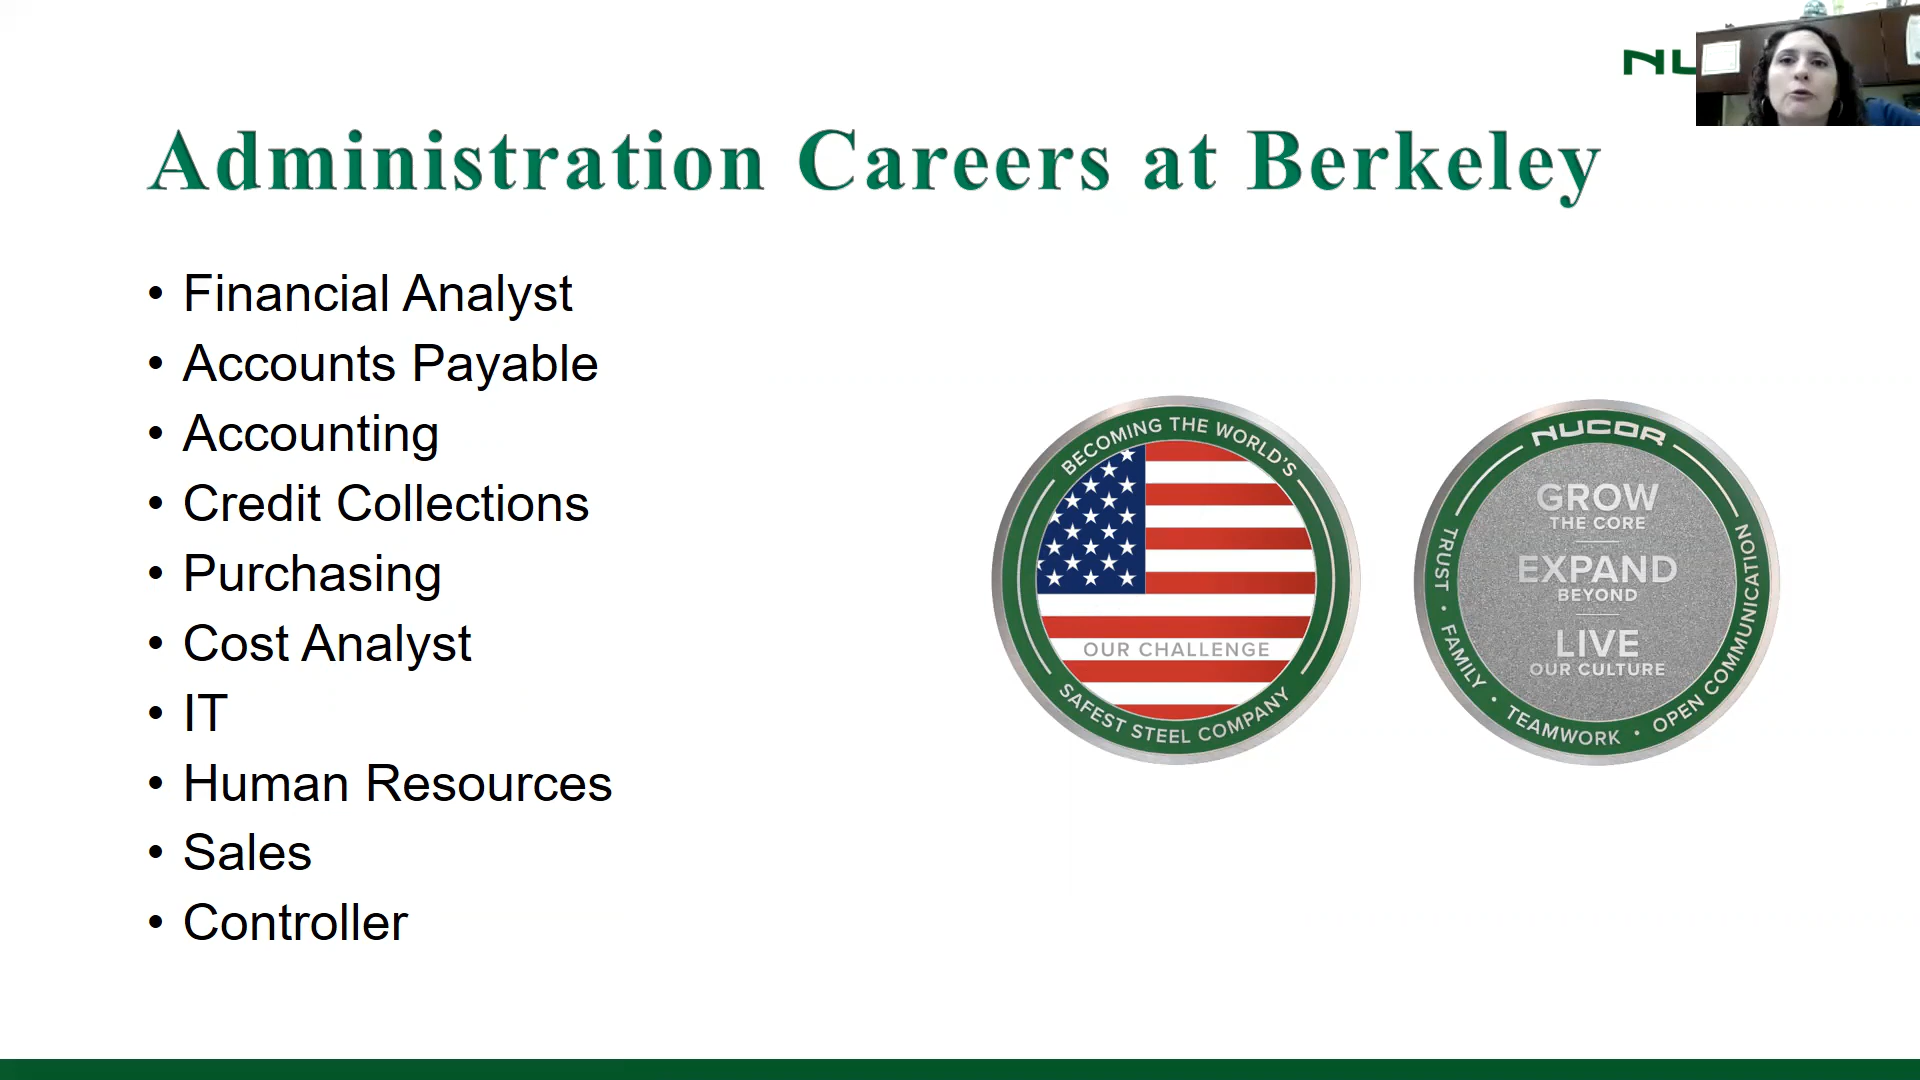 NU
Administration Careers at Berkeley
• Financial Analyst
• Accounts Payable
• Accounting
• Credit Collections
• Purchasing
• Cost Analyst
• IT
• Human Resources
• Sales
• Controller
BECOMING THE WORLD'S
OUR CHALLENGE
SAFEST STEEL COMPANY
NUCOR
GROW
THE CORE
EXPAND
BEYOND
LIVE
OUR CULTURE
TRUST • FAMILY • TEAMWORK • OPEN COMMUNICATION